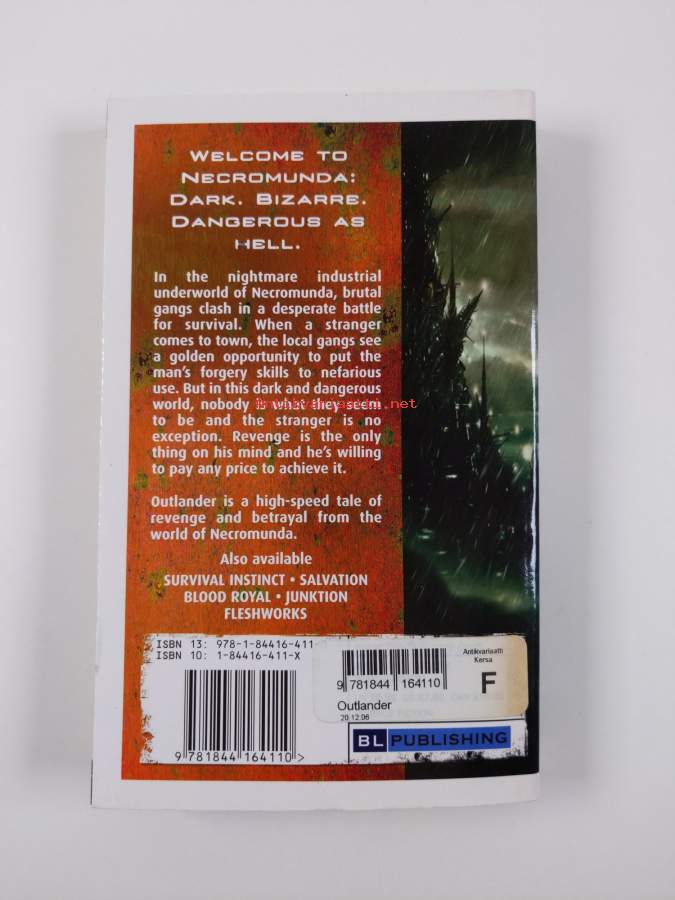 WELCOME TO
NECROMUNDA:
DARK. BIZARRE.
DANGEROUS AS
HELL.
In the nightmare industrial
underworld of Necromunda, brutal
gangs clash in a desperate battle
for survival. When a stranger
comes to town, the local gangs see
a golden opportunity to put the
man's forgery skills to nefarious
use. But in this dark and dangerous
world, nobody is who they seem
Antikvariaatti.net
to be and the stranger is no
exception. Revenge is the only
thing on his mind and he's willing
to pay any price to achieve it.
Outlander is a high-speed tale of
revenge and betrayal from the
world of Necromunda.
Also available
SURVIVAL INSTINCT • SALVATION
BLOOD ROYAL • JUNKTION
FLESHWORKS
ISBN 13: 978-1-84416-411-
ISBN 10: 1-84416-411-X
9 781844 164110>
9 781844 164110
Outlander
20.12.06
Antikvariaatti
Kersa
F
BL PUBLISHING